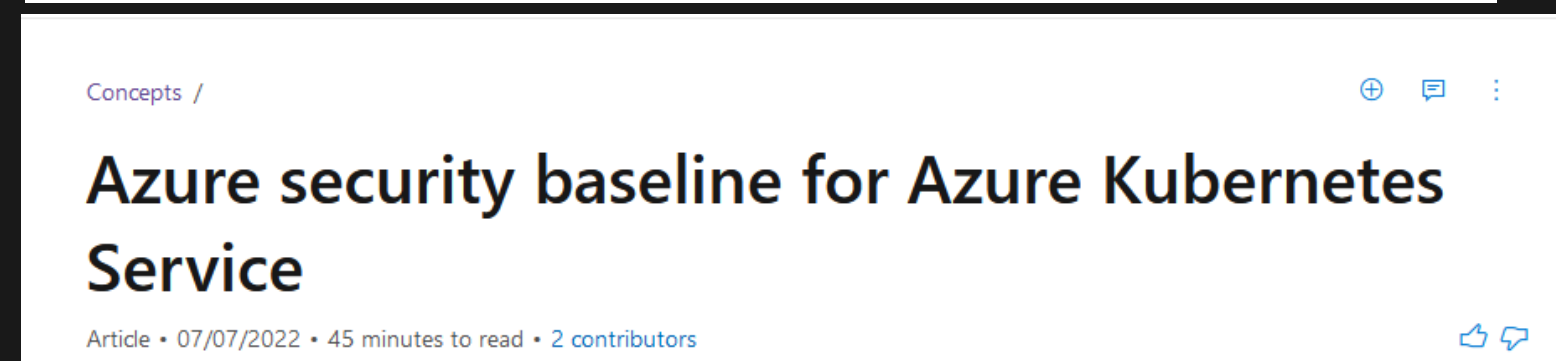 Concepts /
Azure security baseline for Azure Kubernetes
Service
Article • 07/07/2022 • 45 minutes to read • 2 contributors